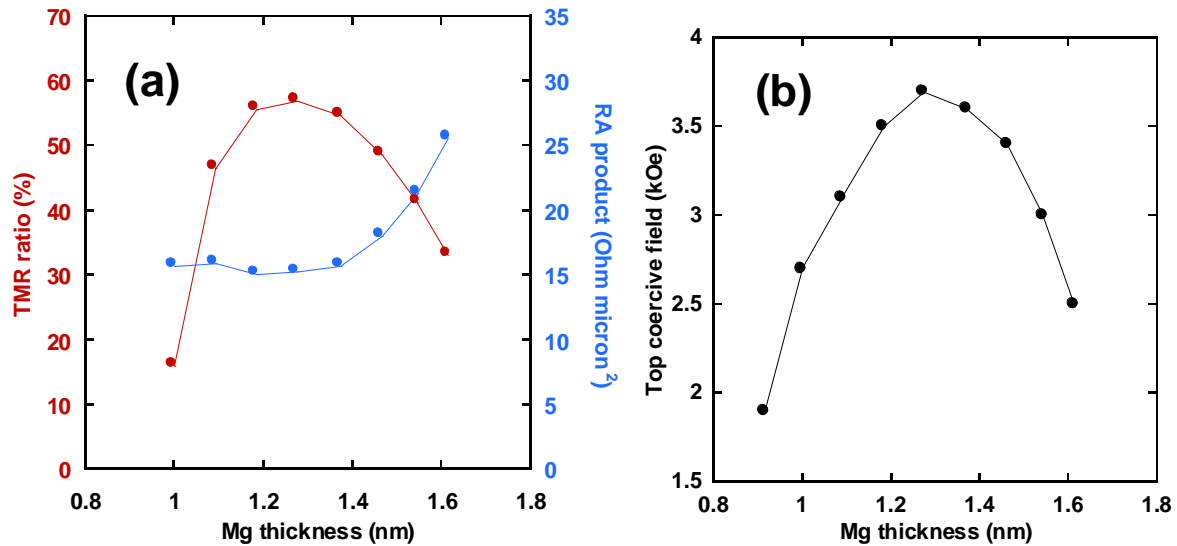 (a)
TMR ratio (%)
70
60
50
40
30
20
10
0
35
30
25
20
15
10
5
0
RA product (Ohm micron²)
0.8 1 1.2 1.4 1.6 1.8
Mg thickness (nm)
(b)
Top coercive field (kOe)
4
3.5
3
2.5
2
1.5
0.8 1 1.2 1.4 1.6 1.8
Mg thickness (nm)